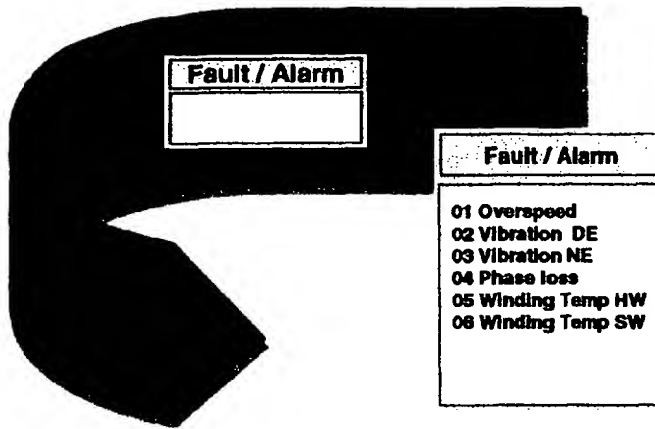 Fault / Alarm
Fault / Alarm
01 Overspeed
02 Vibration DE
03 Vibration NE
04 Phase loss
05 Winding Temp HW
06 Winding Temp SW